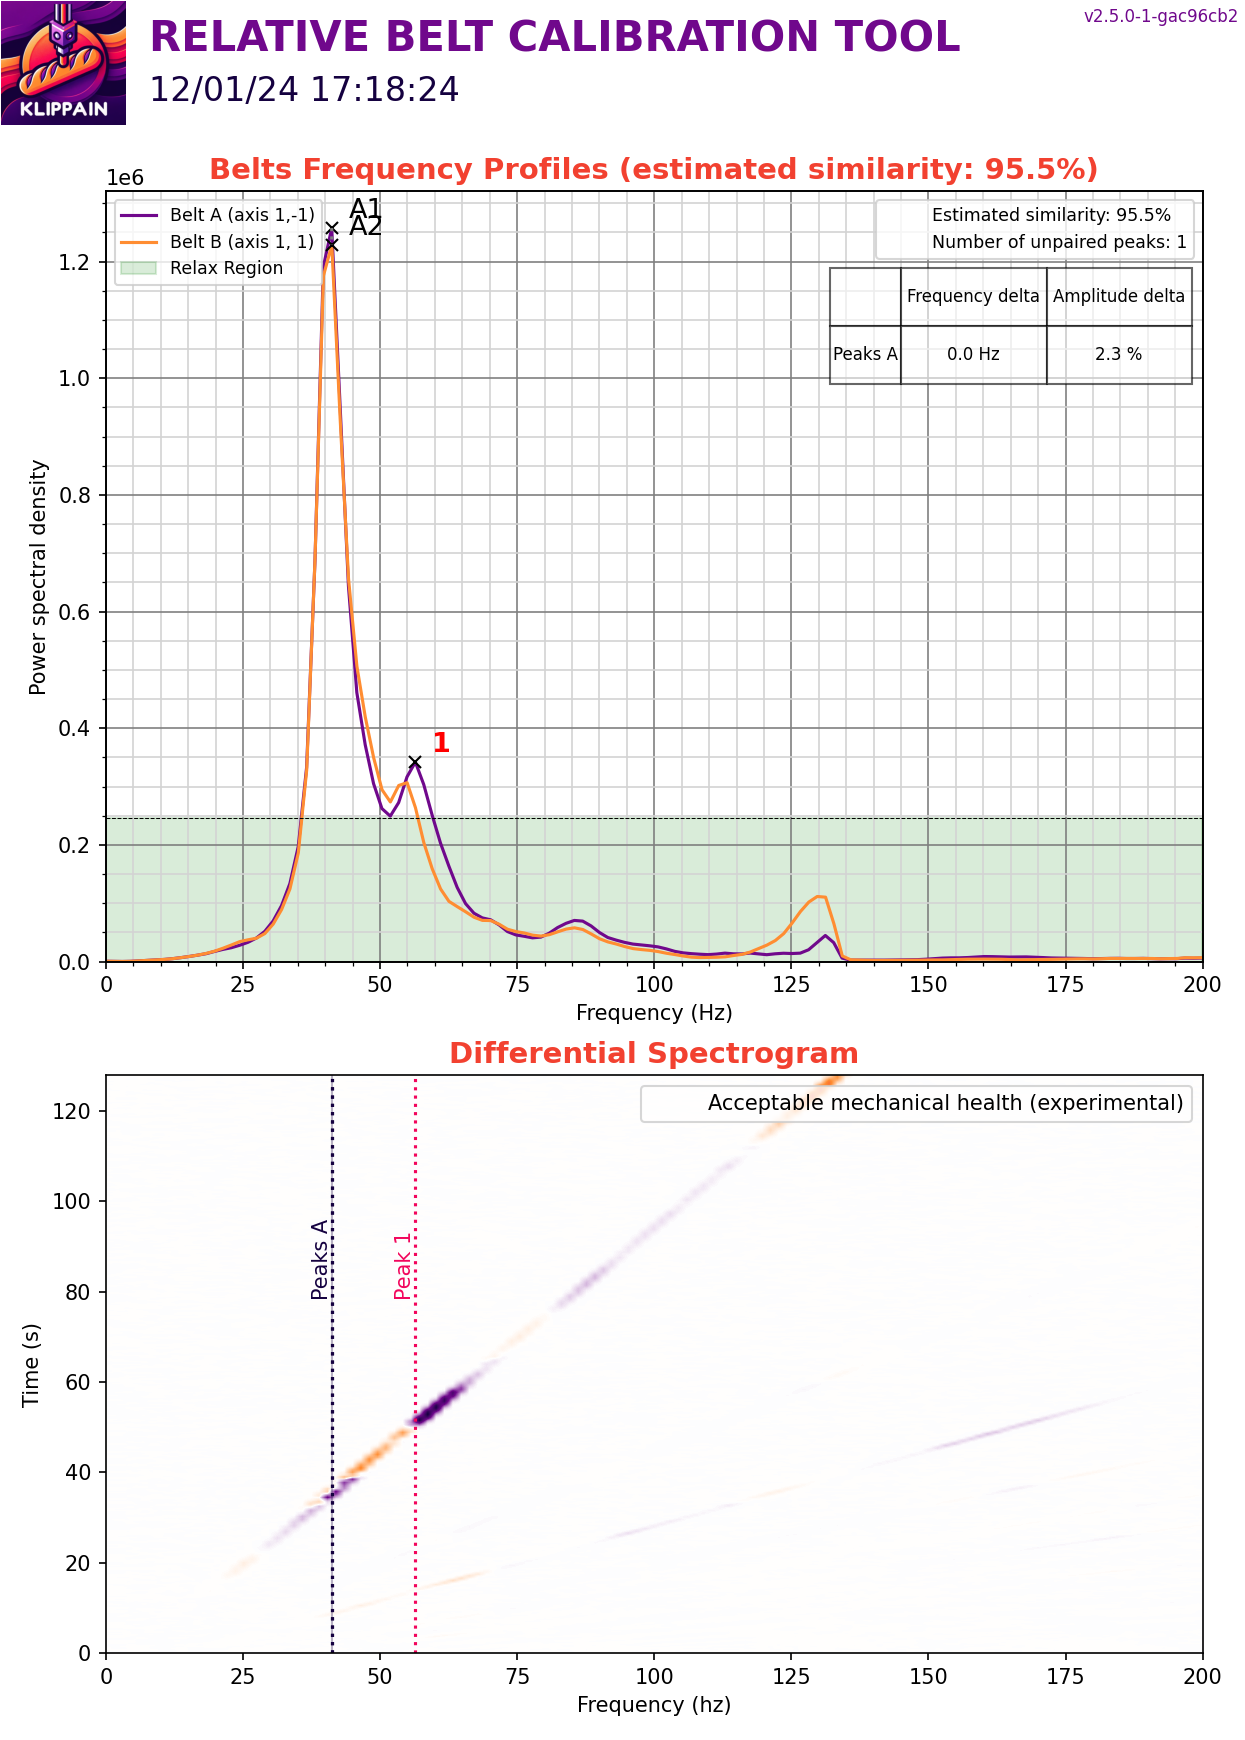 KLIPPAIN
RELATIVE BELT CALIBRATION TOOL
12/01/24 17:18:24
v2.5.0-1-gac96cb2
Belts Frequency Profiles (estimated similarity: 95.5%)
1e6
Belt A (axis 1,-1)
Belt B (axis 1, 1)
Relax Region
A1
A2
Estimated similarity: 95.5%
Number of unpaired peaks: 1
Frequency delta Amplitude delta
Peaks A 0.0 Hz 2.3 %
1
Power spectral density
1.2
1.0
0.8
0.6
0.4
0.2
0.0
0 25 50 75 100 125 150 175 200
Frequency (Hz)
Differential Spectrogram
Acceptable mechanical health (experimental)
Peaks A
Peak 1
Time (s)
120
100
80
60
40
20
0
0 25 50 75 100 125 150 175 200
Frequency (hz)